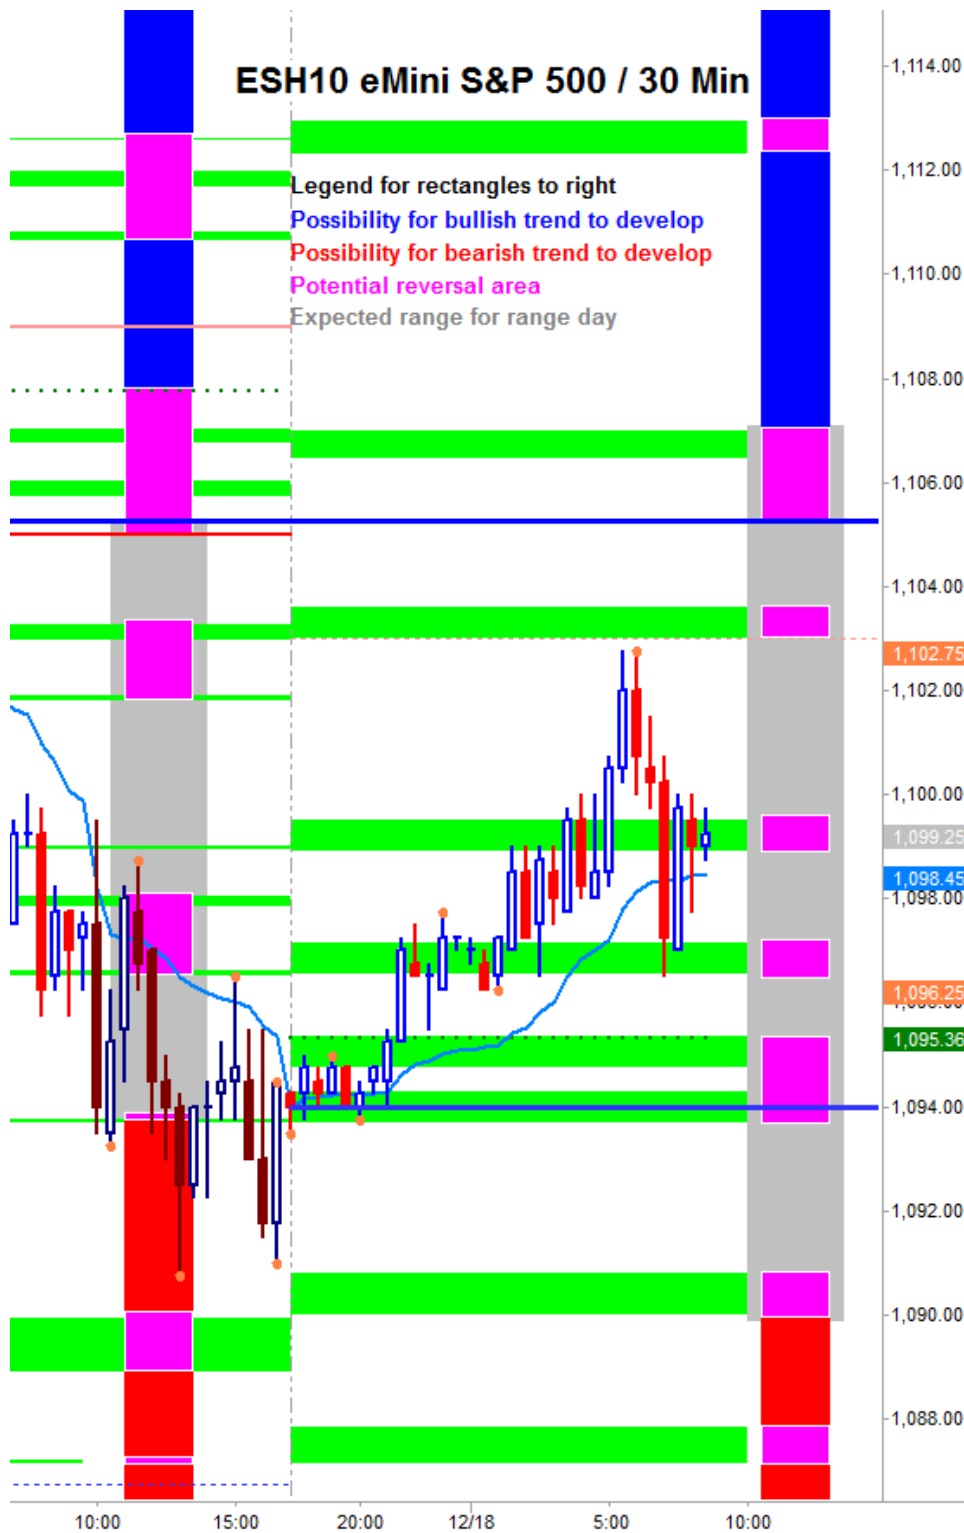 ESH10 eMini S&P 500 / 30 Min
Legend for rectangles to right
Possibility for bullish trend to develop
Possibility for bearish trend to develop
Potential reversal area
Expected range for range day
1,114.00
1,112.00
1,110.00
1,108.00
1,106.00
1,104.00
1,102.75
1,102.00
1,100.00
1,099.25
1,098.45
1,098.00
1,096.25
1,095.36
1,094.00
1,092.00
1,090.00
1,088.00
10:00 15:00 20:00 12/18 5:00 10:00